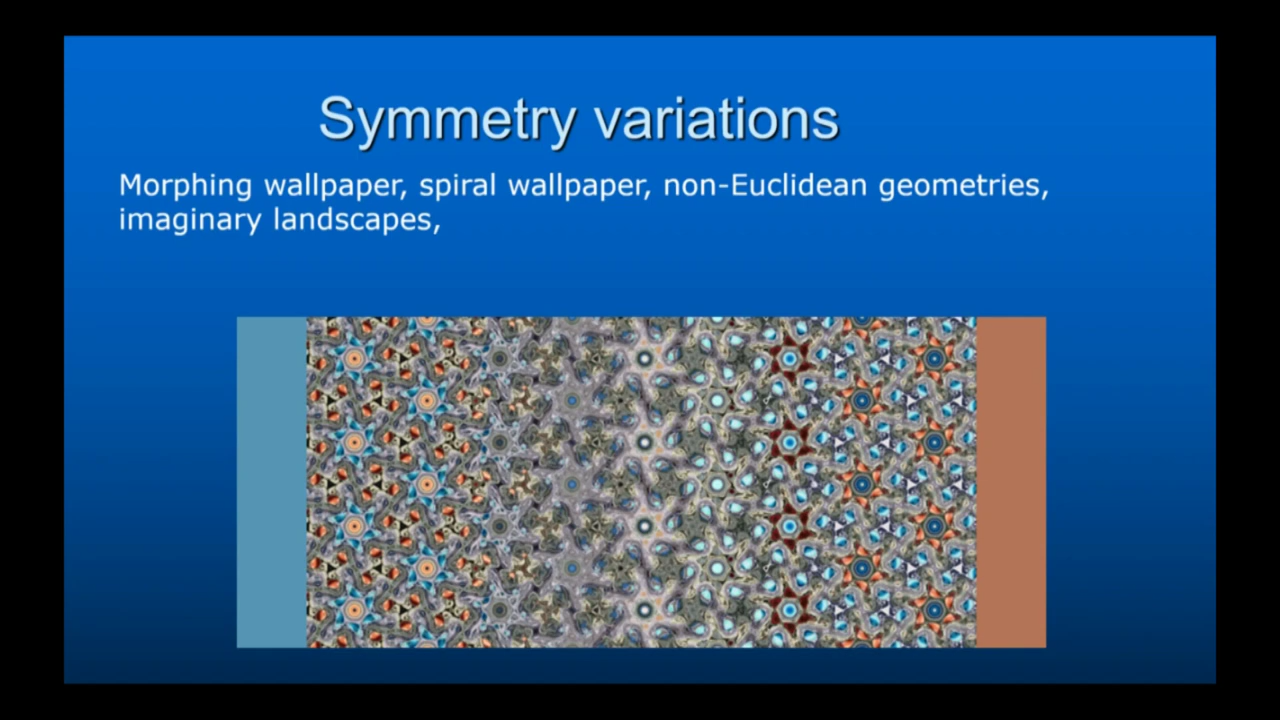 Symmetry variations
Morphing wallpaper, spiral wallpaper, non-Euclidean geometries,
imaginary landscapes,